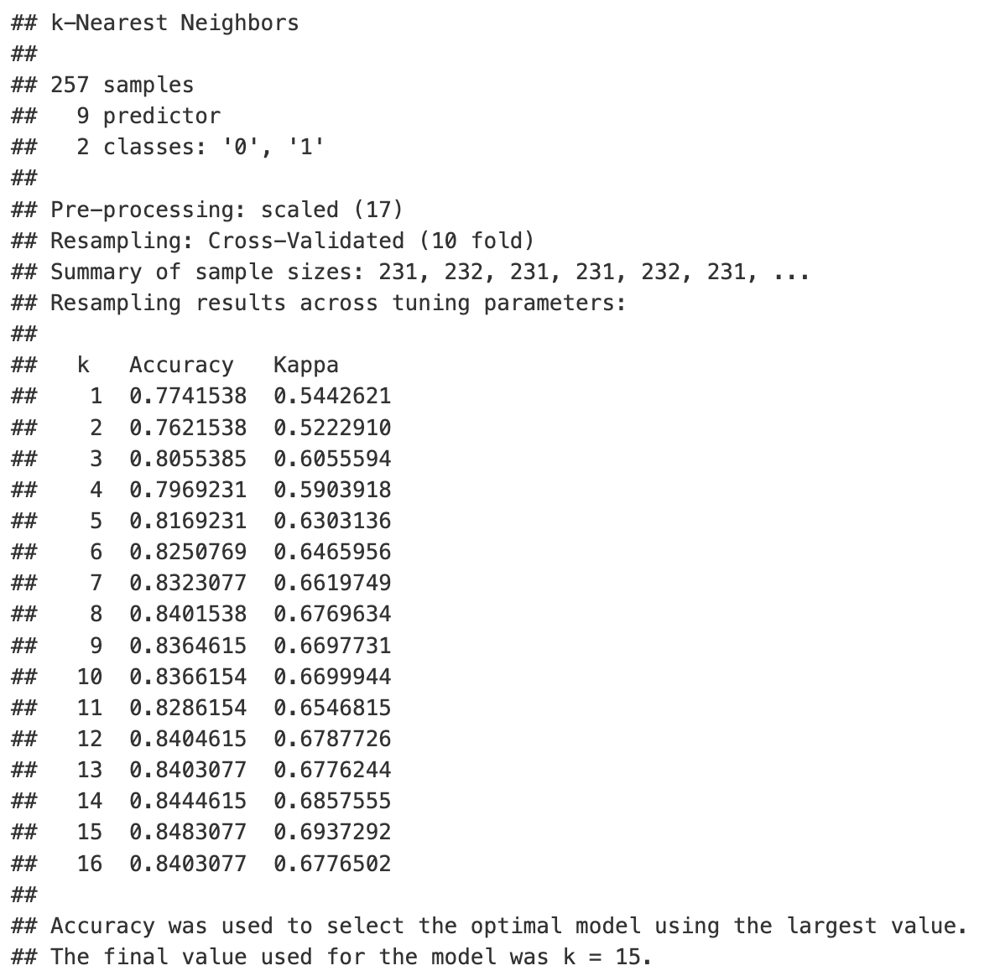 ## k-Nearest Neighbors
##
## 257 samples
##   9 predictor
##   2 classes: '0', '1'
##
## Pre-processing: scaled (17)
## Resampling: Cross-Validated (10 fold)
## Summary of sample sizes: 231, 232, 231, 231, 232, 231, ...
## Resampling results across tuning parameters:
##
##   k   Accuracy   Kappa
##    1  0.7741538  0.5442621
##    2  0.7621538  0.5222910
##    3  0.8055385  0.6055594
##    4  0.7969231  0.5903918
##    5  0.8169231  0.6303136
##    6  0.8250769  0.6465956
##    7  0.8323077  0.6619749
##    8  0.8401538  0.6769634
##    9  0.8364615  0.6697731
##   10  0.8366154  0.6699944
##   11  0.8286154  0.6546815
##   12  0.8404615  0.6787726
##   13  0.8403077  0.6776244
##   14  0.8444615  0.6857555
##   15  0.8483077  0.6937292
##   16  0.8403077  0.6776502
##
## Accuracy was used to select the optimal model using the largest value.
## The final value used for the model was k = 15.